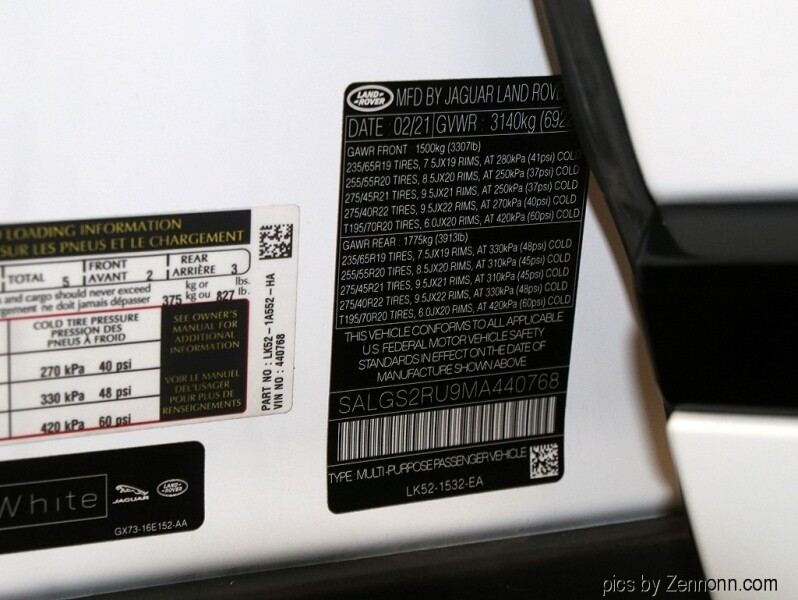 LAND ROVER
MFD BY JAGUAR LAND ROVE
DATE : 02/21 GVWR : 3140kg (692
GAWR FRONT : 1500kg (3307lb)
235/65R19 TIRES, 7.5JX19 RIMS, AT 280kPa (41psi) COLD
255/55R20 TIRES, 8.5JX20 RIMS, AT 250kPa (37psi) COLD
275/45R21 TIRES, 9.5JX21 RIMS, AT 250kPa (37psi) COLD
275/40R22 TIRES, 9.5JX22 RIMS, AT 270kPa (40psi) COLD
T195/70R20 TIRES, 6.0JX20 RIMS, AT 420kPa (60psi) COLD
GAWR REAR : 1775kg (3913lb)
235/65R19 TIRES, 7.5JX19 RIMS, AT 330kPa (48psi) COLD
255/55R20 TIRES, 8.5JX20 RIMS, AT 310kPa (45psi) COLD
275/45R21 TIRES, 9.5JX21 RIMS, AT 310kPa (45psi) COLD
275/40R22 TIRES, 9.5JX22 RIMS, AT 330kPa (48psi) COLD
T195/70R20 TIRES, 6.0JX20 RIMS, AT 420kPa (60psi) COLD
THIS VEHICLE CONFORMS TO ALL APPLICABLE
U.S. FEDERAL MOTOR VEHICLE SAFETY
STANDARDS IN EFFECT ON THE DATE OF
MANUFACTURE SHOWN ABOVE
SALGS2RU9MA440768
TYPE : MULTI-PURPOSE PASSENGER VEHICLE
LK52-1532-EA
LOADING INFORMATION
SUR LES PNEUS ET LE CHARGEMENT
TOTAL 5 FRONT AVANT 2 REAR ARRIÈRE 3
and cargo should never exceed 375 kg or lbs.
rgement ne doit jamais dépasser kg ou 827 lb.
COLD TIRE PRESSURE
PRESSION DES
PNEUS À FROID
270 kPa 40 psi
330 kPa 48 psi
420 kPa 60 psi
SEE OWNER'S
MANUAL FOR
ADDITIONAL
INFORMATION
VOIR LE MANUEL
DE L'USAGER
POUR PLUS DE
RENSEIGNEMENTS
PART NO : LK52-1A552-HA
VIN NO : 440768
White
JAGUAR
LAND ROVER
GX73-16E152-AA
pics by Zennonn.com